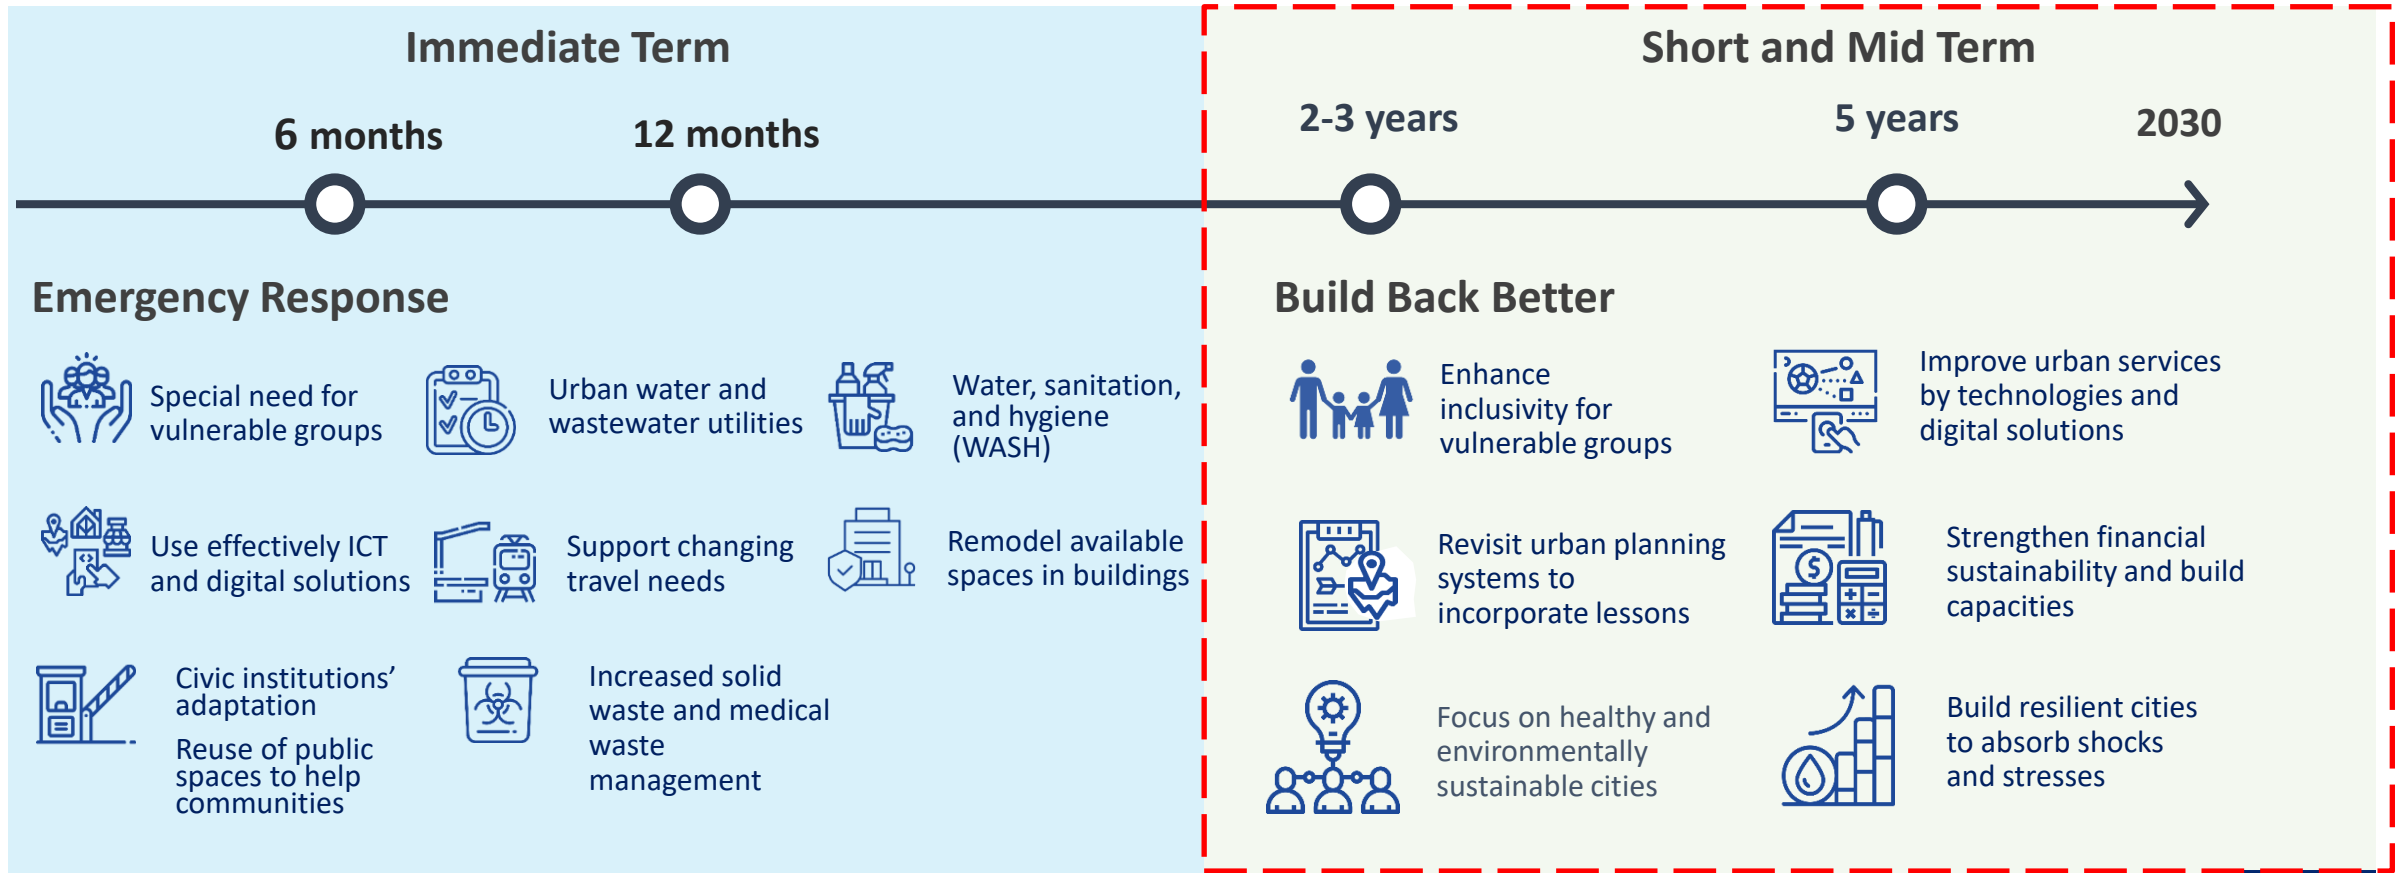 Immediate Term
6 months
12 months
Emergency Response
Special need for
vulnerable groups
Urban water and
wastewater utilities
Water, sanitation,
and hygiene
(WASH)
Use effectively ICT
and digital solutions
Support changing
travel needs
Remodel available
spaces in buildings
Civic institutions’
adaptation
Reuse of public
spaces to help
communities
Increased solid
waste and medical
waste
management
Short and Mid Term
2-3 years
5 years
2030
Build Back Better
Enhance
inclusivity for
vulnerable groups
Improve urban services
by technologies and
digital solutions
Revisit urban planning
systems to
incorporate lessons
Strengthen financial
sustainability and build
capacities
Focus on healthy and
environmentally
sustainable cities
Build resilient cities
to absorb shocks
and stresses